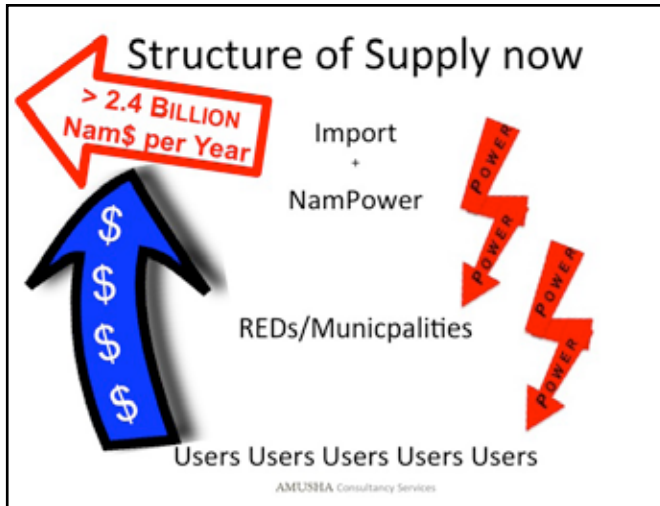 Structure of Supply now
> 2.4 BILLION
Nam$ per Year
Import
+
NamPower
POWER
POWER
POWER
POWER
$
$
$
$
REDs/Municpalities
Users Users Users Users Users
AMUSHA Consultancy Services